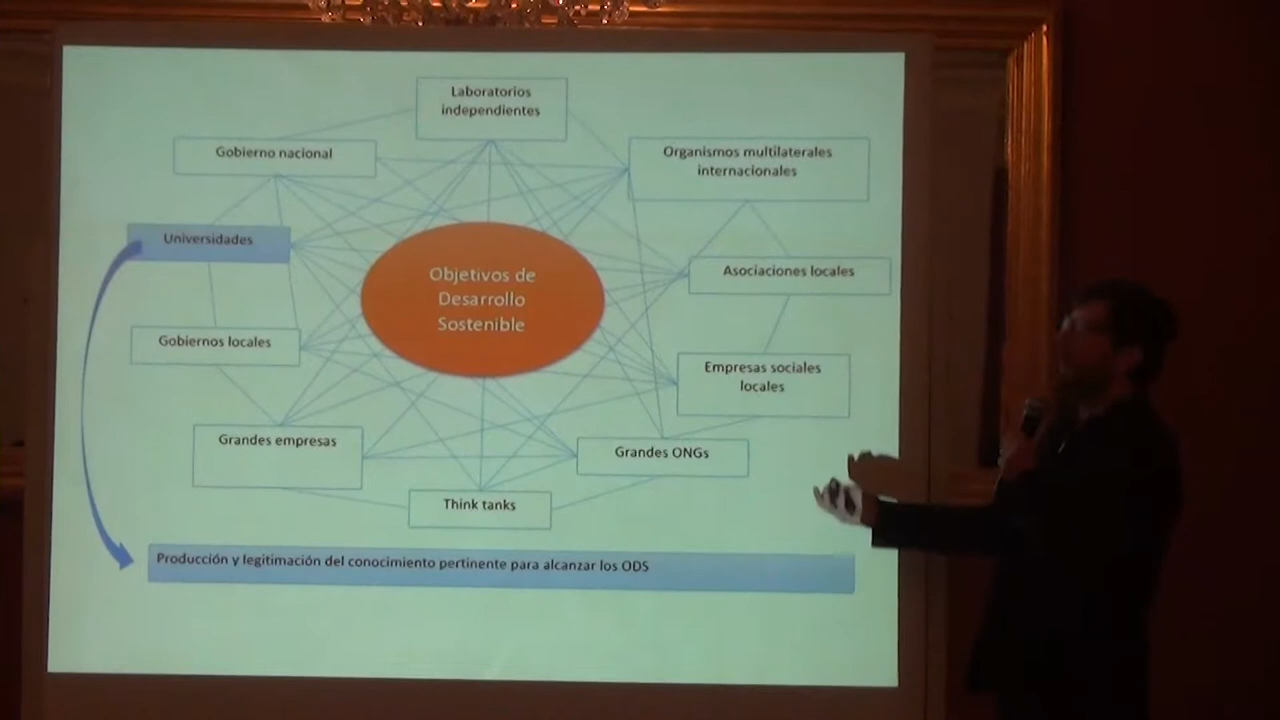 Laboratorios
independientes
Gobierno nacional
Organismos multilaterales
internacionales
Universidades
Objetivos de
Desarrollo
Sostenible
Asociaciones locales
Gobiernos locales
Empresas sociales
locales
Grandes empresas
Grandes ONGs
Think tanks
Producción y legitimación del conocimiento pertinente para alcanzar los ODS